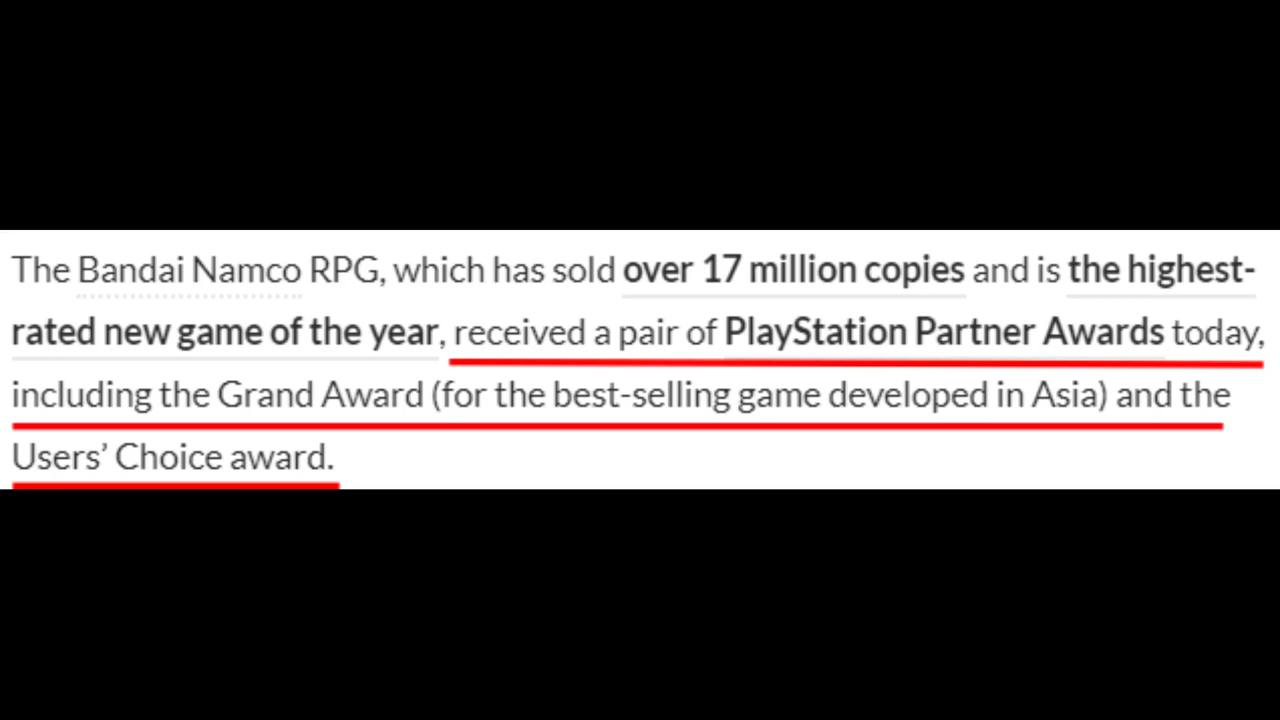 The Bandai Namco RPG, which has sold over 17 million copies and is the highest-
rated new game of the year, received a pair of PlayStation Partner Awards today,
including the Grand Award (for the best-selling game developed in Asia) and the
Users’ Choice award.